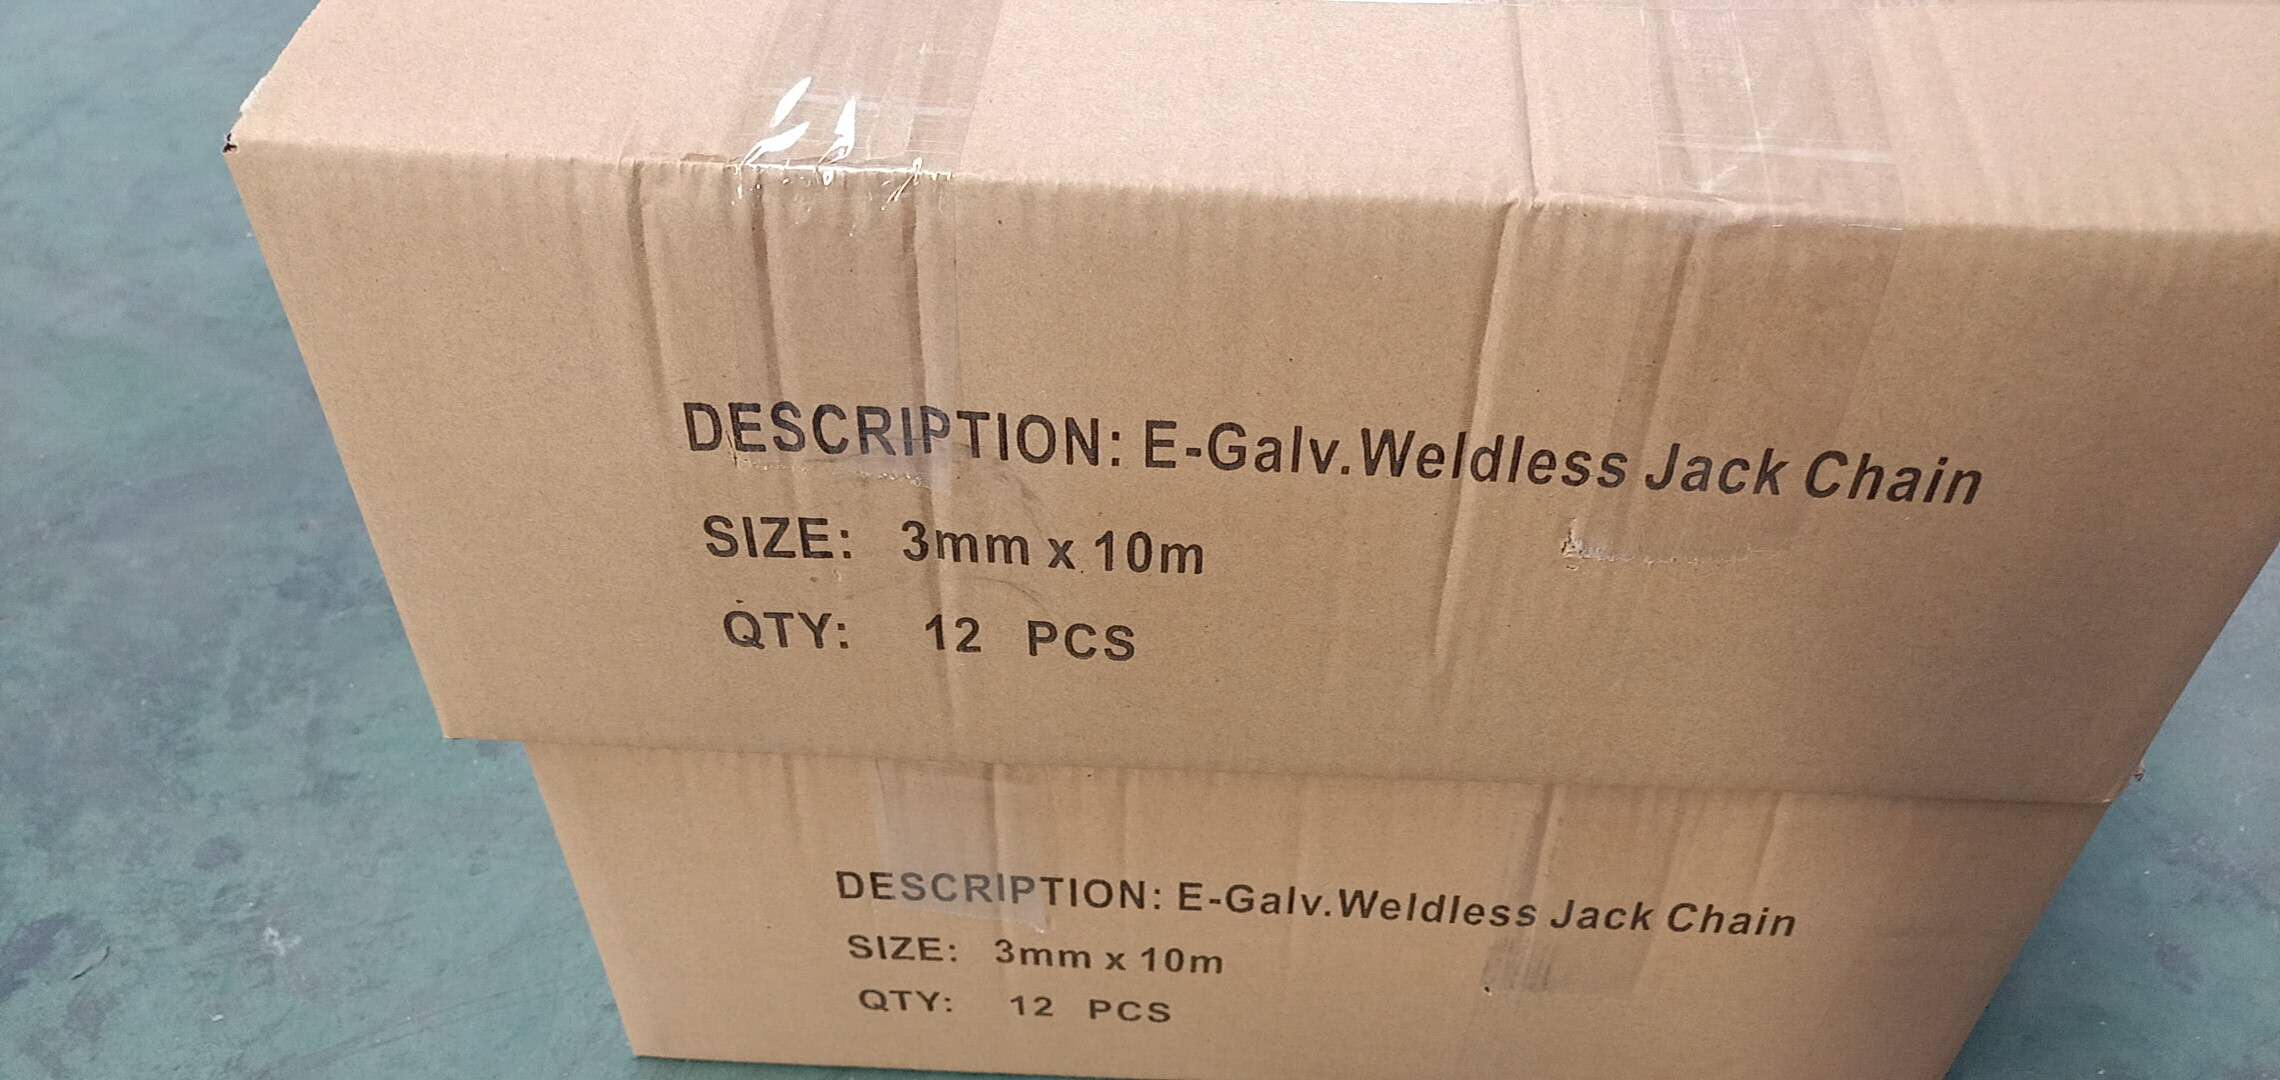 DESCRIPTION: E-Galv.Weldless Jack Chain
SIZE: 3mm x 10m
QTY: 12 PCS
DESCRIPTION: E-Galv.Weldless Jack Chain
SIZE: 3mm x 10m
QTY: 12 PCS